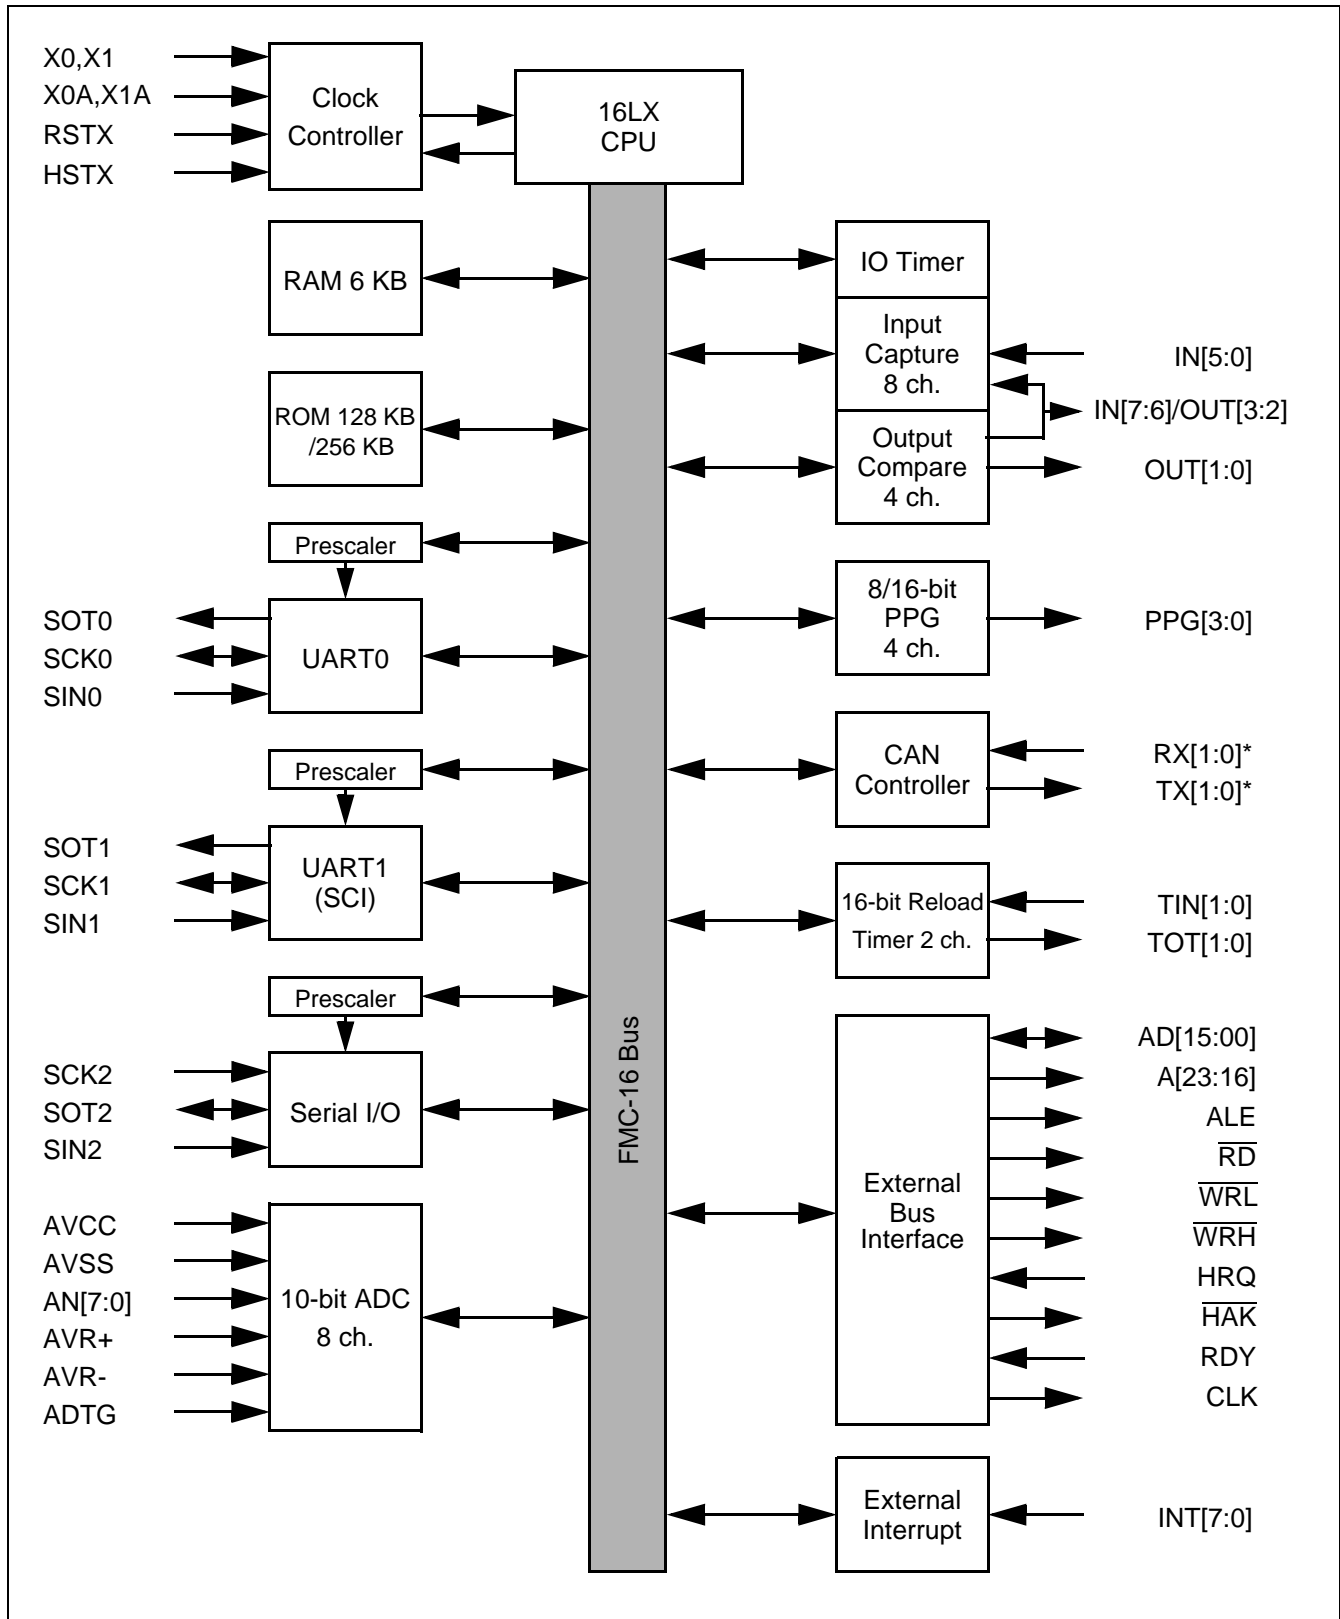 X0,X1
X0A,X1A
RSTX
HSTX
Clock
Controller
16LX
CPU
RAM 6 KB
ROM 128 KB
/256 KB
Prescaler
SOT0
SCK0
SIN0
UART0
Prescaler
SOT1
SCK1
SIN1
UART1
(SCI)
Prescaler
SCK2
SOT2
SIN2
Serial I/O
AVCC
AVSS
AN[7:0]
AVR+
AVR-
ADTG
10-bit ADC
8 ch.
FMC-16 Bus
IO Timer
Input
Capture
8 ch.
IN[5:0]
IN[7:6]/OUT[3:2]
Output
Compare
4 ch.
OUT[1:0]
8/16-bit
PPG
4 ch.
PPG[3:0]
CAN
Controller
RX[1:0]*
TX[1:0]*
16-bit Reload
Timer 2 ch.
TIN[1:0]
TOT[1:0]
External
Bus
Interface
AD[15:00]
A[23:16]
ALE
RD
WRL
WRH
HRQ
HAK
RDY
CLK
External
Interrupt
INT[7:0]